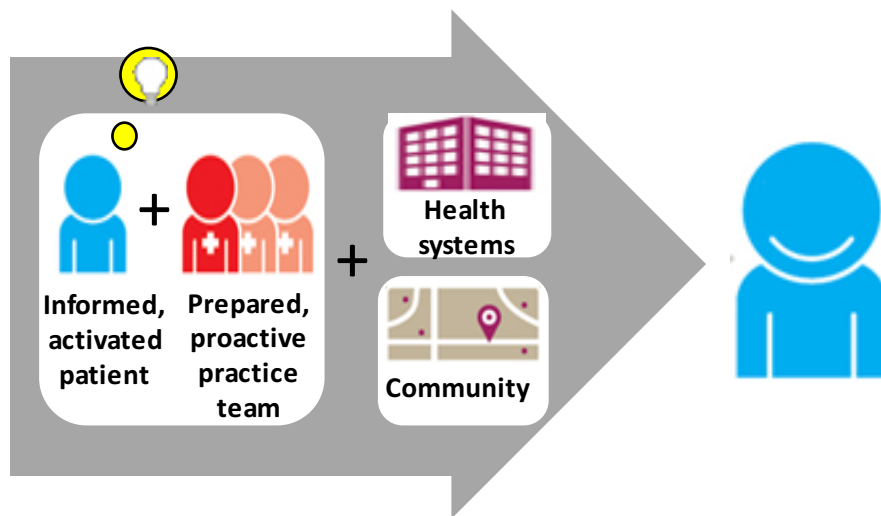 +
Informed,
activated
patient
Prepared,
proactive
practice
team
+
Health
systems
Community